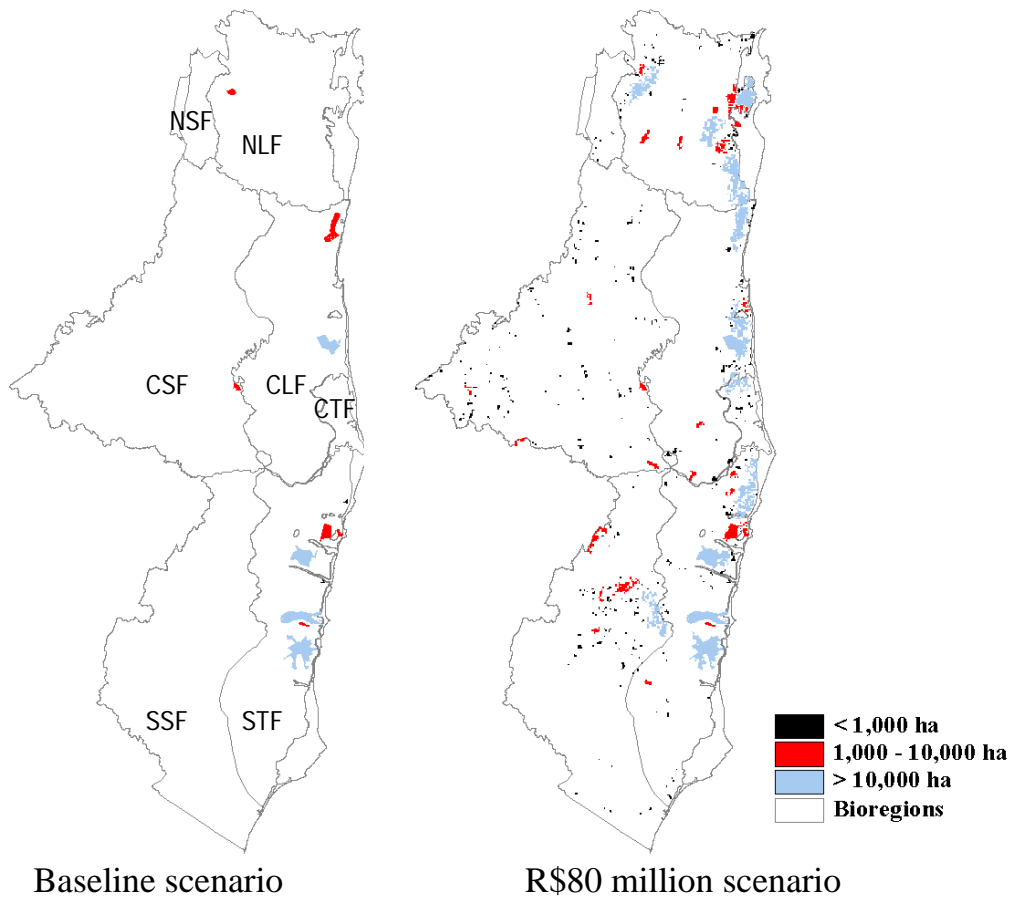 NSF
NLF
CSF
CLF
CTF
SSF
STF
< 1,000 ha
1,000 - 10,000 ha
> 10,000 ha
Bioregions
Baseline scenario
R$80 million scenario